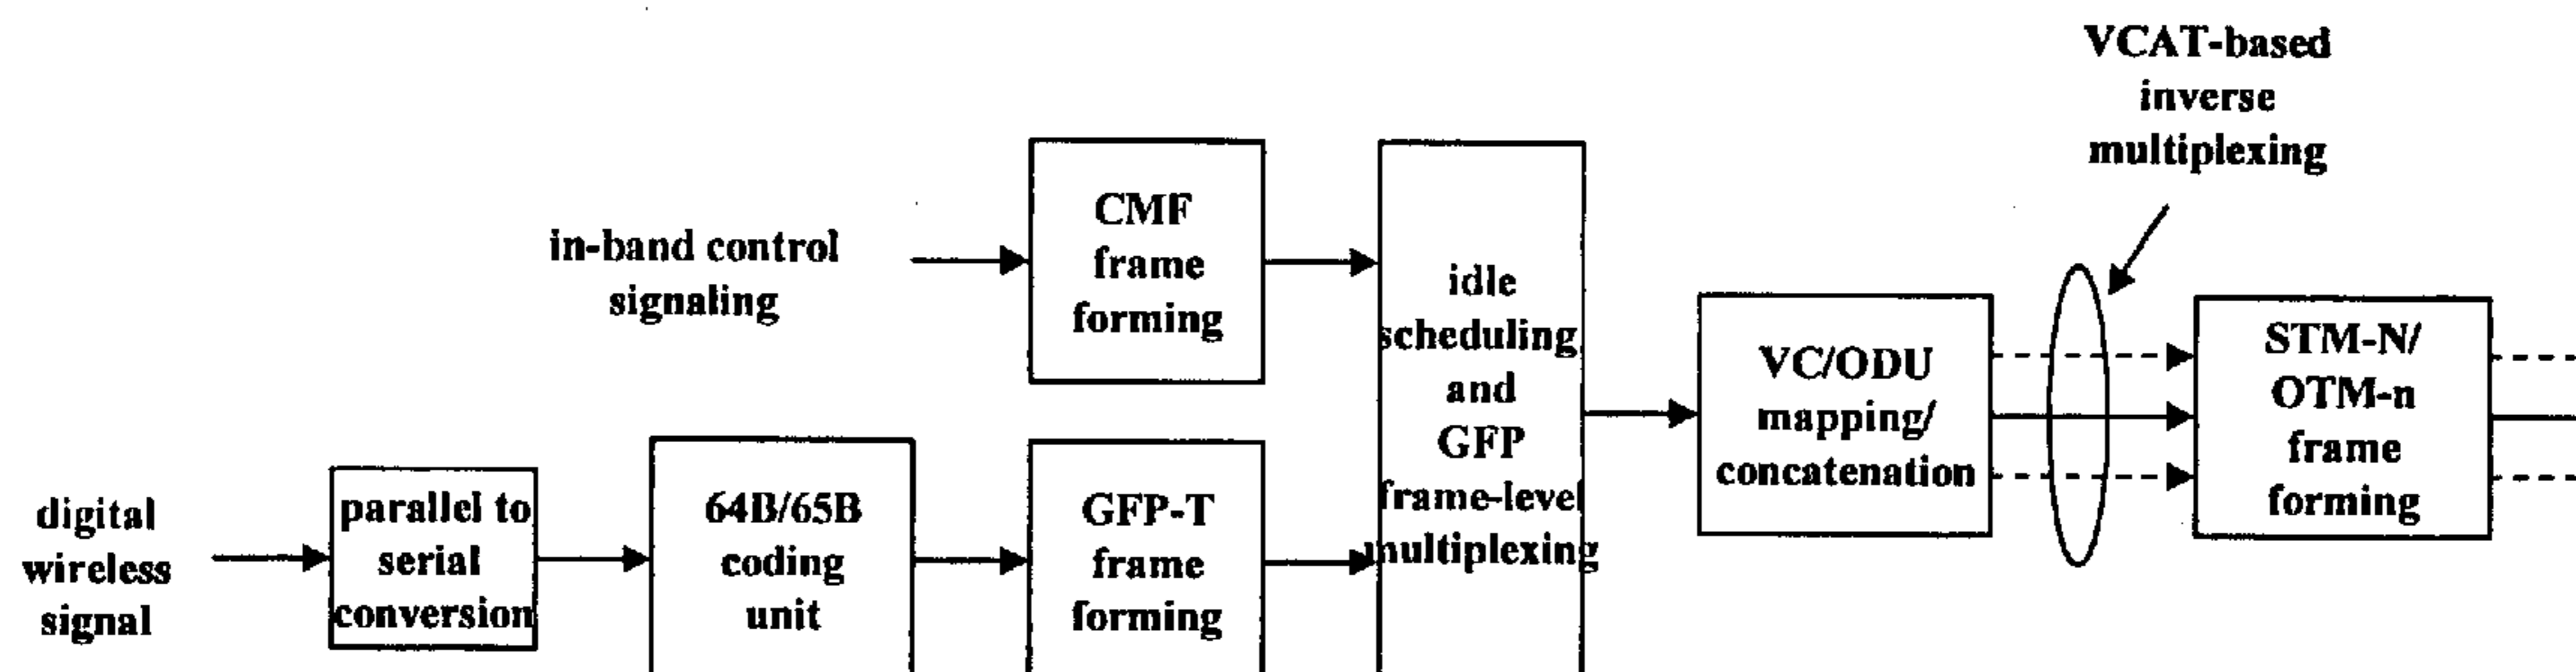 VCAT-based
inverse
multiplexing
in-band control
signaling
CMF
frame
forming
idle
scheduling
and
GFP
frame-level
multiplexing
VC/ODU
mapping/
concatenation
STM-N/
OTM-n
frame
forming
digital
wireless
signal
parallel to
serial
conversion
64B/65B
coding
unit
GFP-T
frame
forming